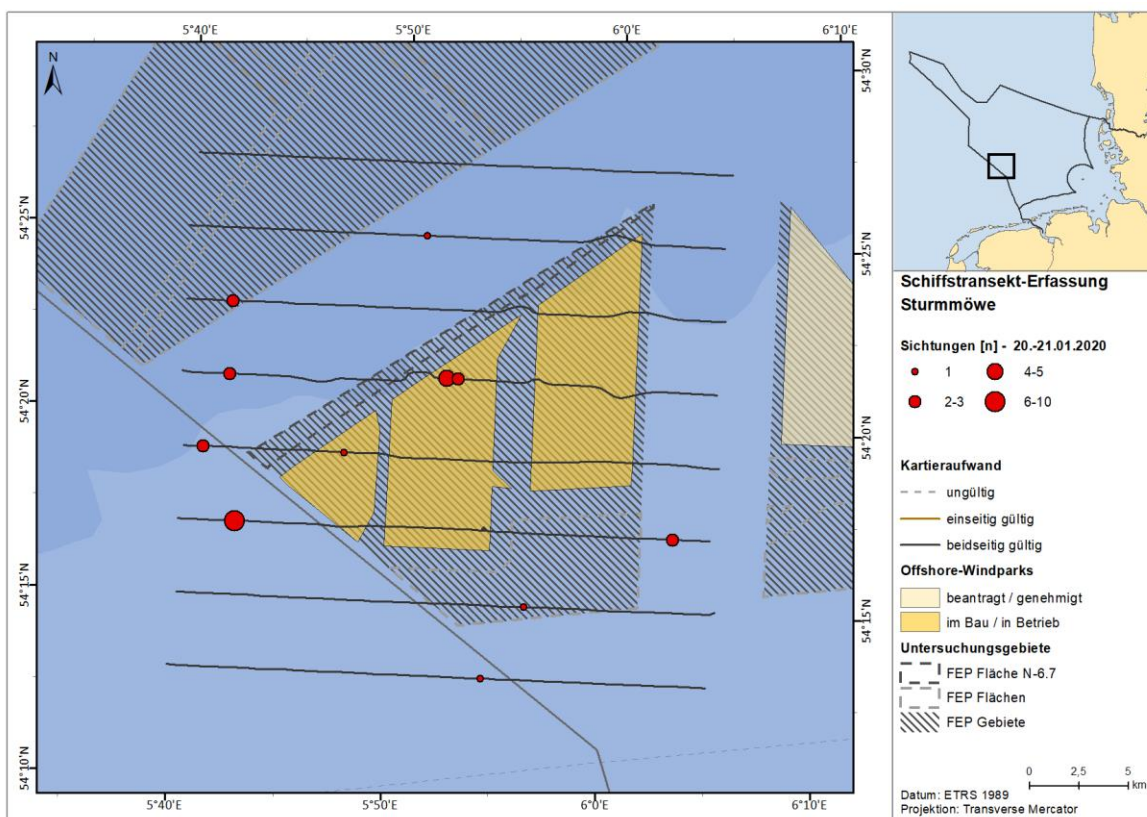 5°40'E
5°50'E
6°0'E
6°10'E
N
54°30'N
54°25'N
54°25'N
54°20'N
54°20'N
54°15'N
54°15'N
54°10'N
5°40'E
5°50'E
6°0'E
6°10'E
Schiffstransekt-Erfassung
Sturmmöwe
Sichtungen [n] - 20.-21.01.2020
1
4-5
2-3
6-10
Kartieraufwand
ungültig
einseitig gültig
beidseitig gültig
Offshore-Windparks
beantragt / genehmigt
im Bau / in Betrieb
Untersuchungsgebiete
FEP Fläche N-6.7
FEP Flächen
FEP Gebiete
0 2,5 5
km
Datum: ETRS 1989
Projektion: Transverse Mercator